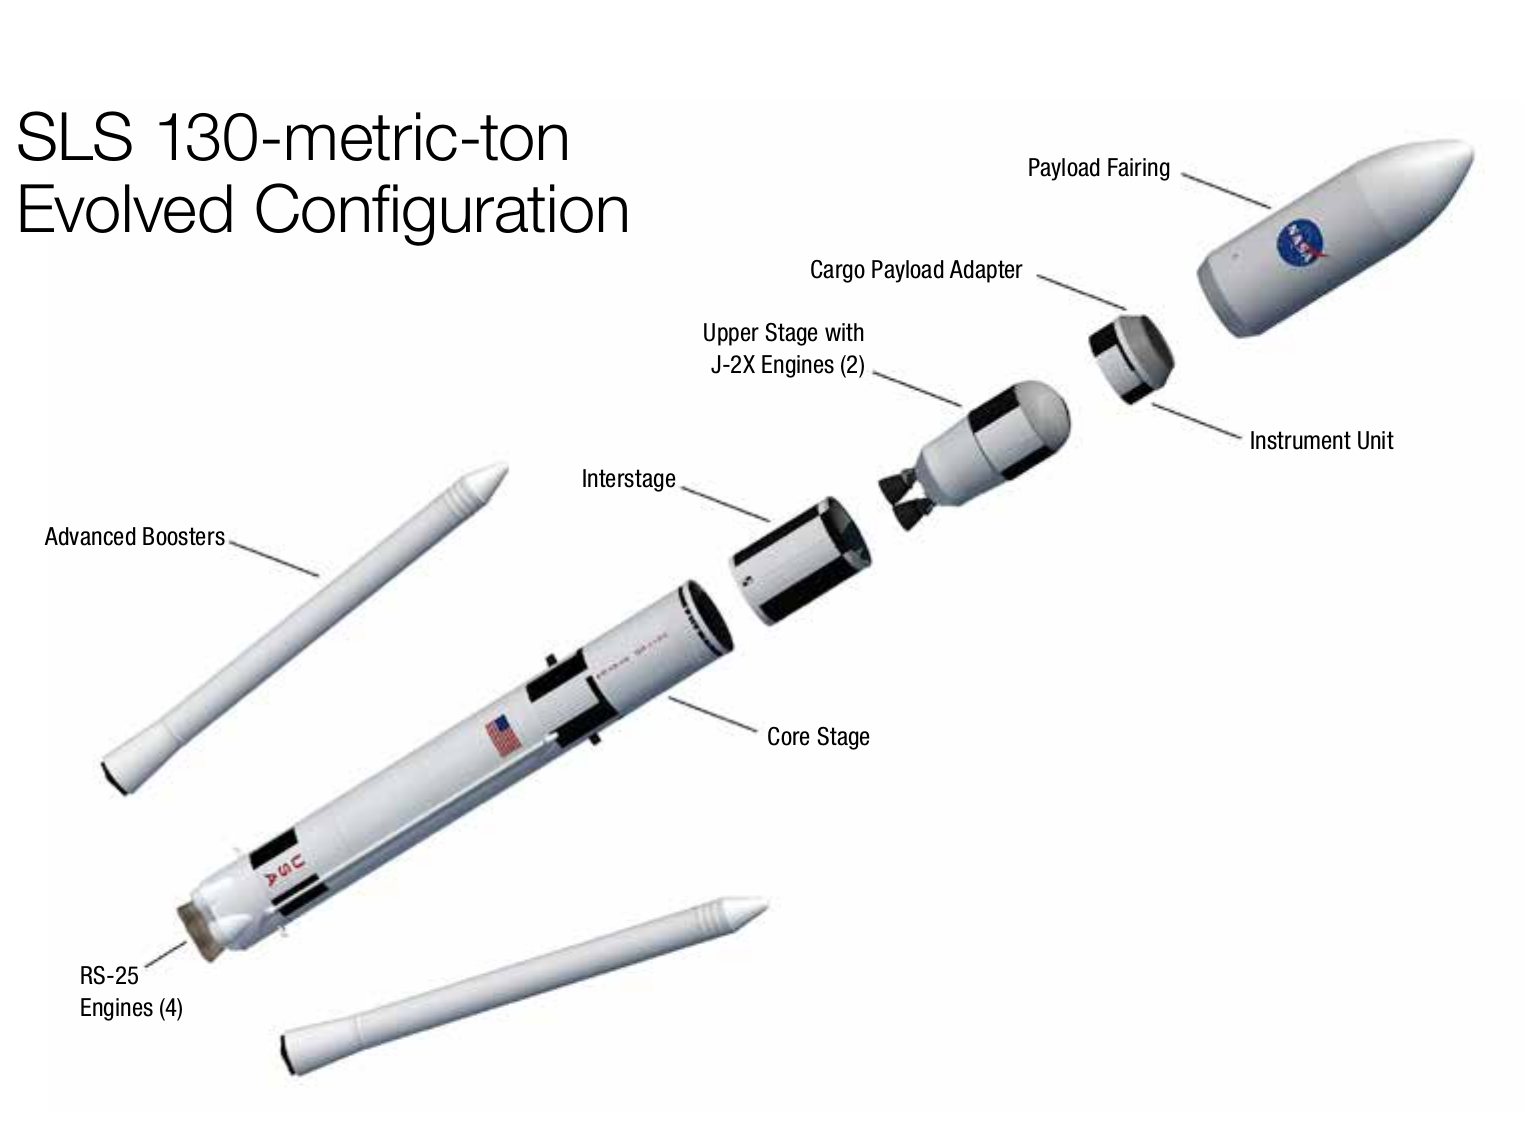 SLS 130-metric-ton
Evolved Configuration
Payload Fairing
NASA
Cargo Payload Adapter
Upper Stage with
J-2X Engines (2)
Instrument Unit
Interstage
Advanced Boosters
Core Stage
USA
RS-25
Engines (4)